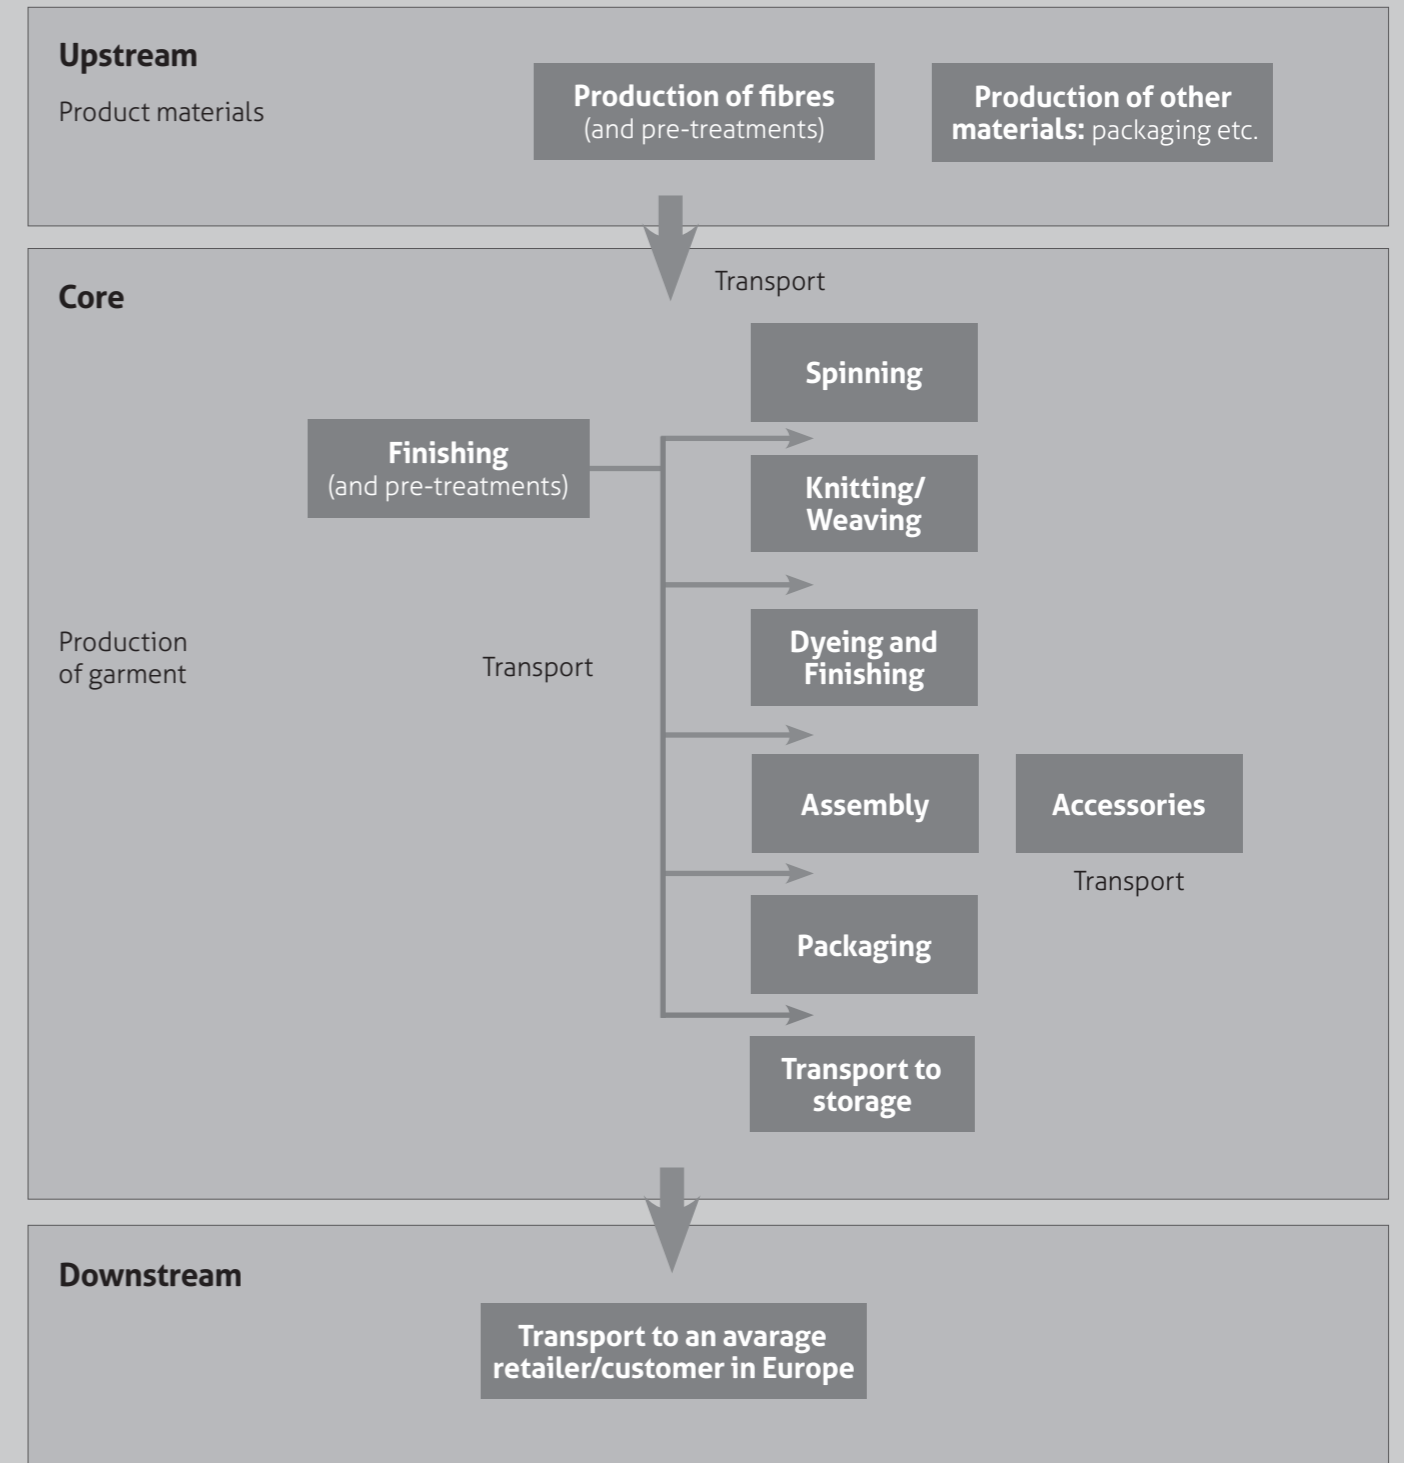 Upstream
Product materials
Production of fibres
(and pre-treatments)
Production of other
materials: packaging etc.
Core
Transport
Spinning
Finishing
(and pre-treatments)
Knitting/
Weaving
Production
of garment
Transport
Dyeing and
Finishing
Assembly
Accessories
Transport
Packaging
Transport to
storage
Downstream
Transport to an avarage
retailer/customer in Europe